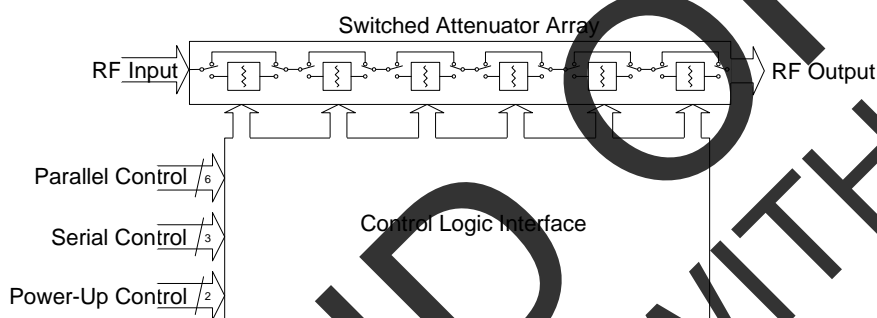 Switched Attenuator Array
RF Input
RF Output
Parallel Control
6
Control Logic Interface
Serial Control
3
Power-Up Control
2